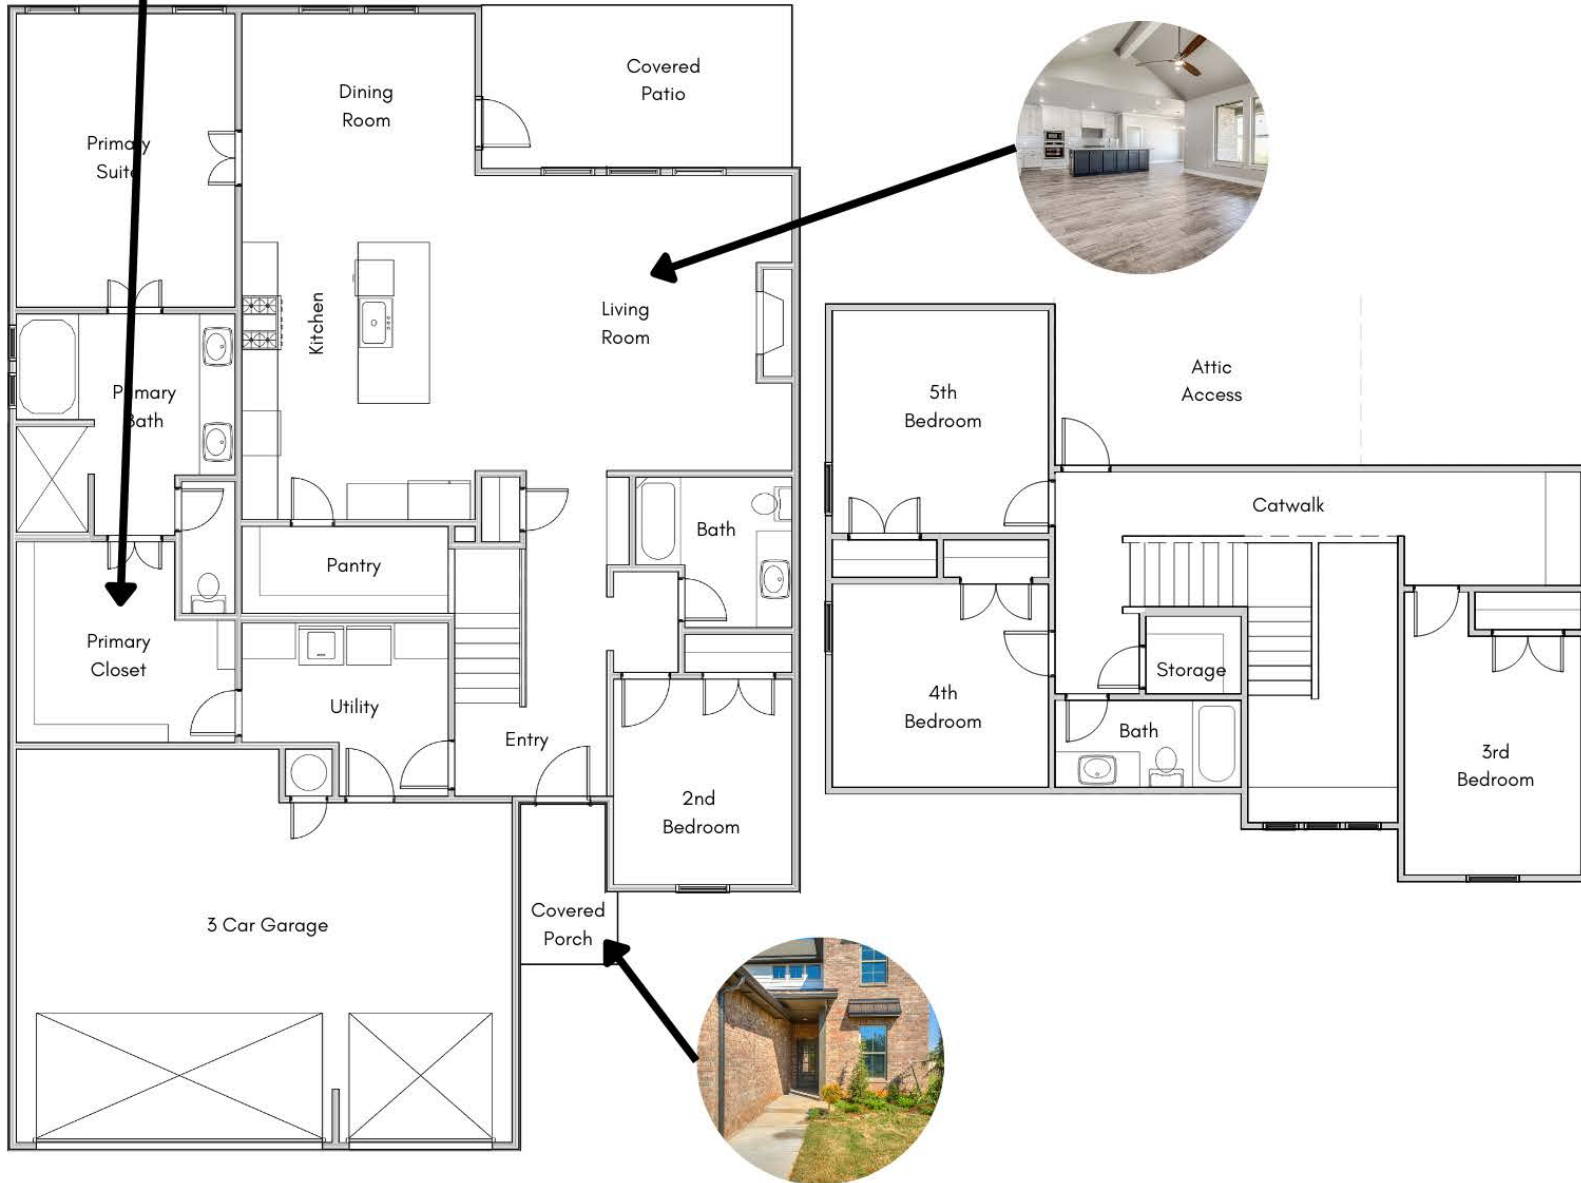 Dining
Room
Covered
Patio
Primary
Suite
Kitchen
Living
Room
Primary
Bath
Bath
Pantry
Primary
Closet
Utility
Entry
2nd
Bedroom
3 Car Garage
Covered
Porch
5th
Bedroom
Attic
Access
Catwalk
4th
Bedroom
Storage
Bath
3rd
Bedroom